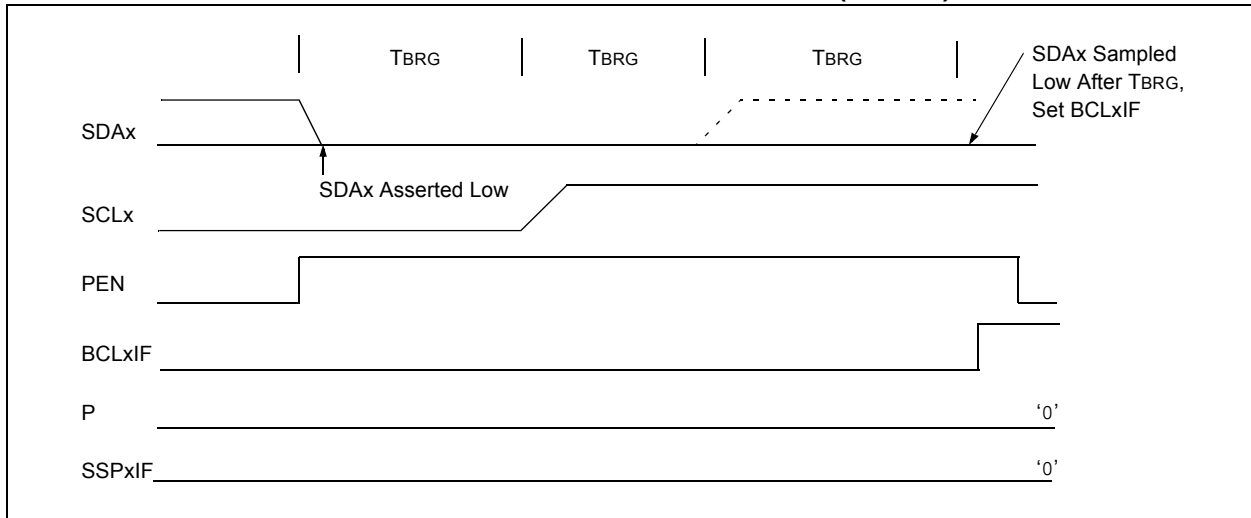 TBRG TBRG TBRG
SDAx Sampled
Low After TBRG,
Set BCLxIF
SDAx
SDAx Asserted Low
SCLx
PEN
BCLxIF
P
‘0’
SSPxIF
‘0’